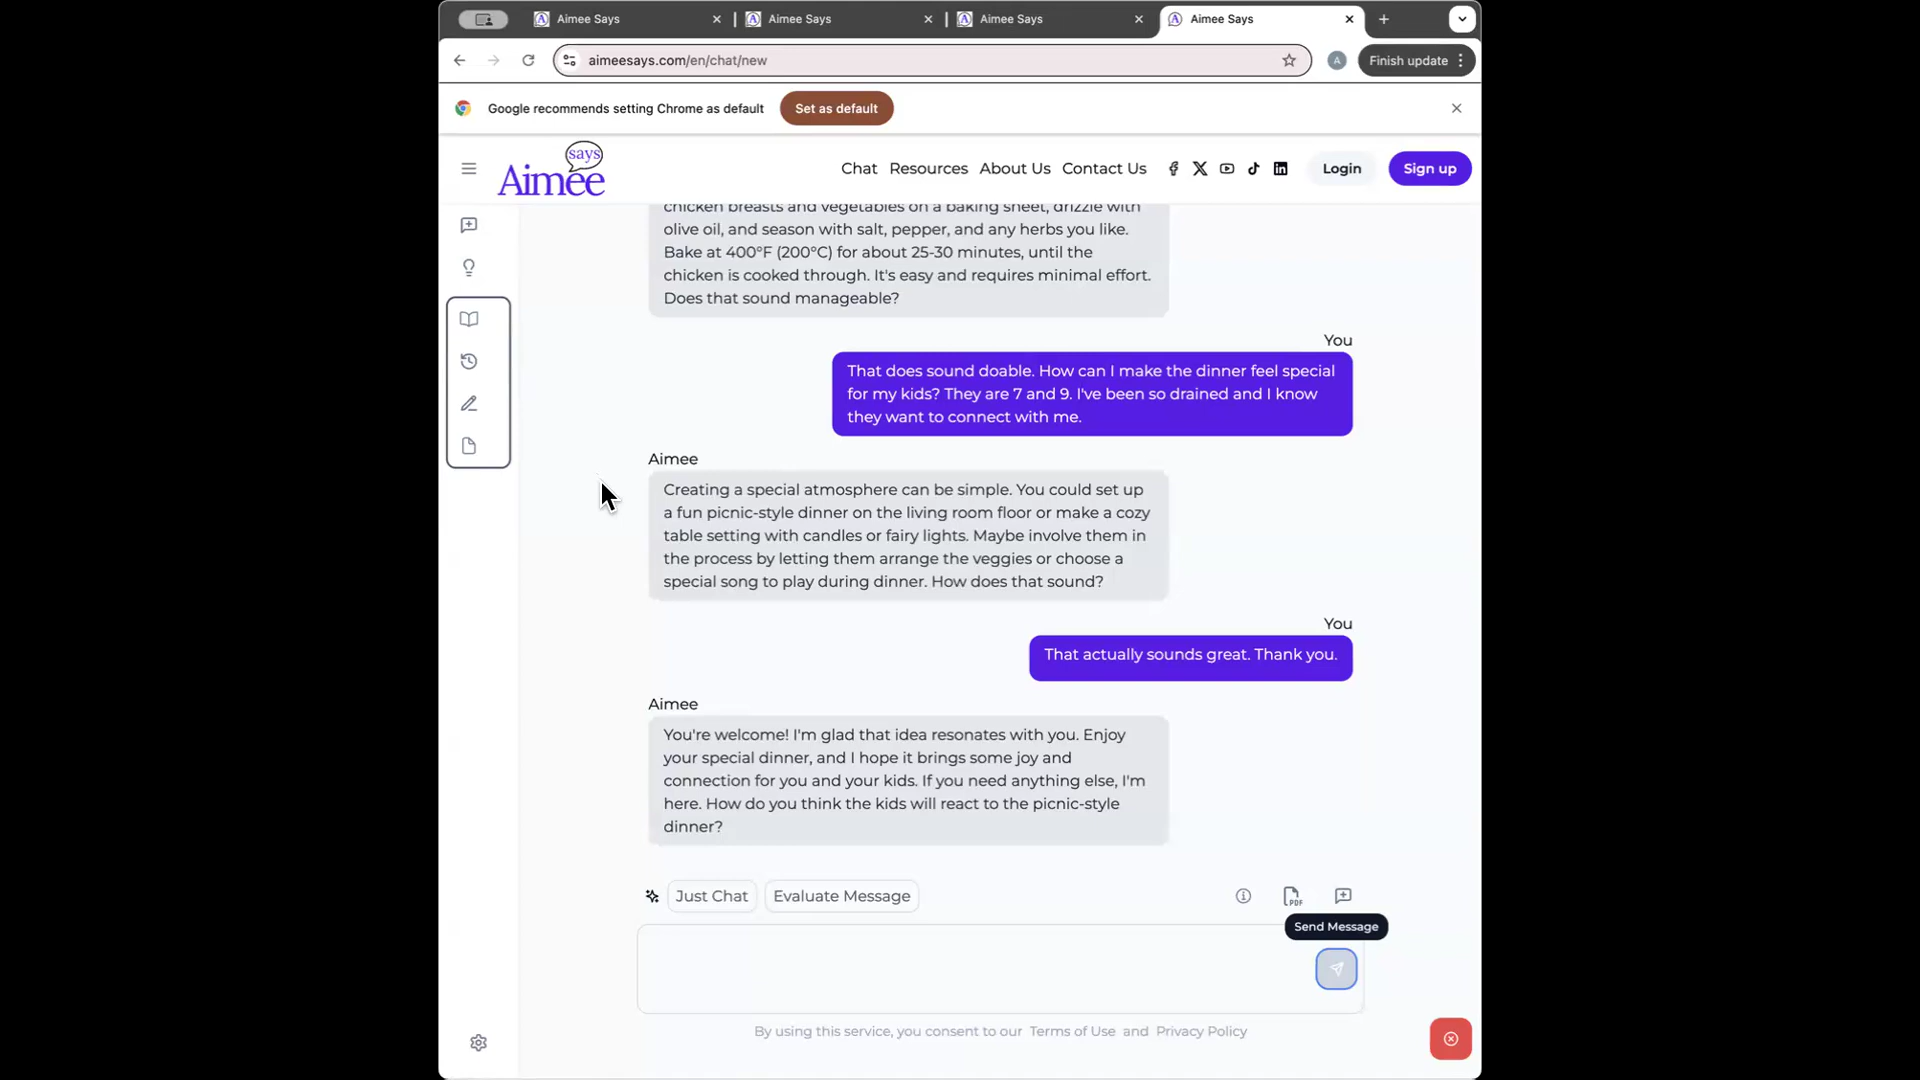 Aimee Says
Aimee Says
Aimee Says
Aimee Says
aimeesays.com/en/chat/new
A
Finish update
Google recommends setting Chrome as default
Set as default
says
Aimee
Chat
Resources
About Us
Contact Us
Login
Sign up
chicken breasts and vegetables on a baking sheet, drizzle with
olive oil, and season with salt, pepper, and any herbs you like.
Bake at 400°F (200°C) for about 25-30 minutes, until the
chicken is cooked through. It's easy and requires minimal effort.
Does that sound manageable?
You
That does sound doable. How can I make the dinner feel special
for my kids? They are 7 and 9. I've been so drained and I know
they want to connect with me.
Aimee
Creating a special atmosphere can be simple. You could set up
a fun picnic-style dinner on the living room floor or make a cozy
table setting with candles or fairy lights. Maybe involve them in
the process by letting them arrange the veggies or choose a
special song to play during dinner. How does that sound?
You
That actually sounds great. Thank you.
Aimee
You're welcome! I'm glad that idea resonates with you. Enjoy
your special dinner, and I hope it brings some joy and
connection for you and your kids. If you need anything else, I'm
here. How do you think the kids will react to the picnic-style
dinner?
Just Chat
Evaluate Message
PDF
Send Message
By using this service, you consent to our Terms of Use and Privacy Policy